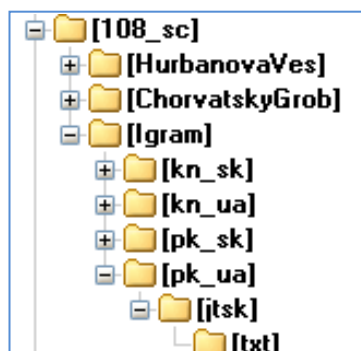 [108_sc]
[HurbanovaVes]
[ChorvatskyGrob]
[Igram]
[kn_sk]
[kn_ua]
[pk_sk]
[pk_ua]
[jtsk]
[txt]